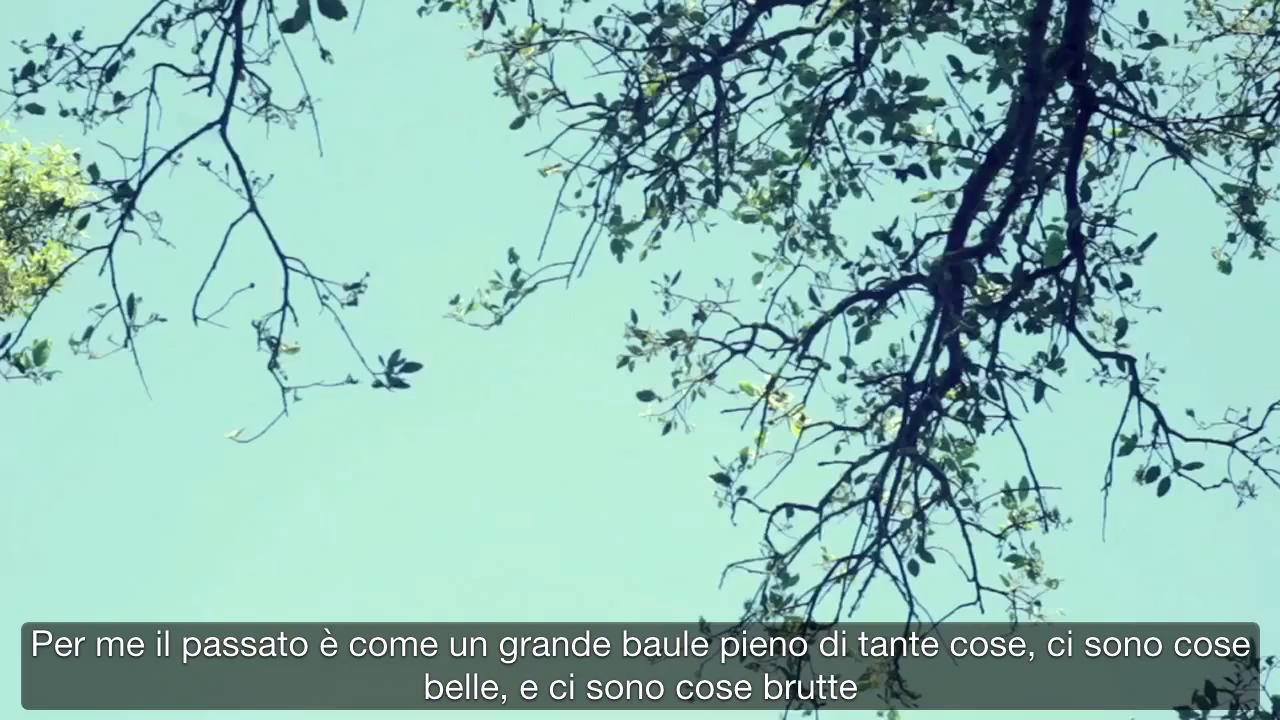 Per me il passato è come un grande baule pieno di tante cose, ci sono cose
belle, e ci sono cose brutte